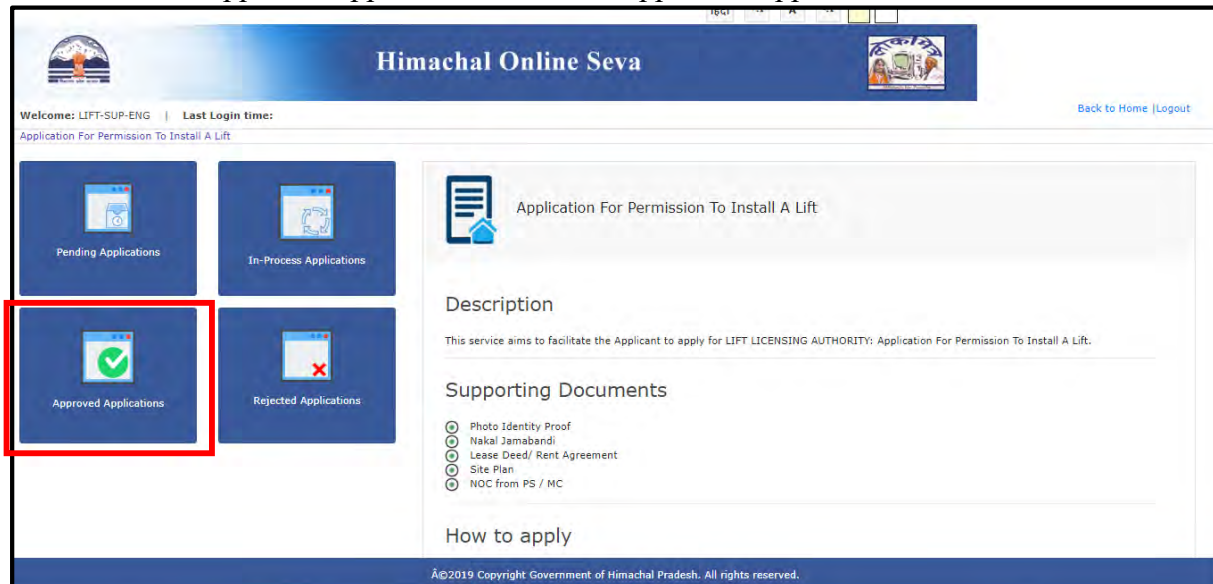 हिंदी A
Himachal Online Seva
लोकमित्र
Welcome: LIFT-SUP-ENG | Last Login time:
Back to Home |Logout
Application For Permission To Install A Lift
Pending Applications
In-Process Applications
Approved Applications
Rejected Applications
Application For Permission To Install A Lift
Description
This service aims to facilitate the Applicant to apply for LIFT LICENSING AUTHORITY: Application For Permission To Install A Lift.
Supporting Documents
Photo Identity Proof
Nakal Jamabandi
Lease Deed/ Rent Agreement
Site Plan
NOC from PS / MC
How to apply
Â©2019 Copyright Government of Himachal Pradesh. All rights reserved.